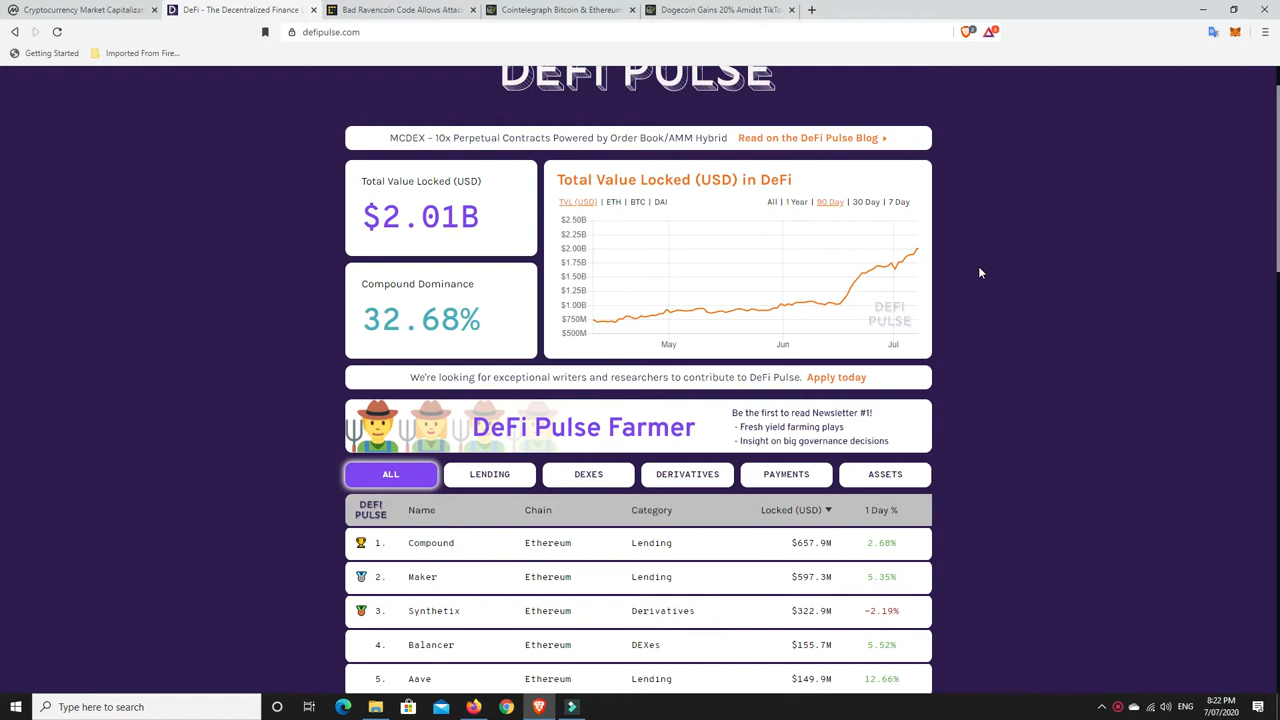 Cryptocurrency Market Capitalizat
DeFi - The Decentralized Finance L
Bad Ravencoin Code Allows Attack
Cointelegraph Bitcoin & Ethereum
Dogecoin Gains 20% Amidst TikTo
defipulse.com
Getting Started
Imported From Fire...
DEFI PULSE
MCDEX – 10x Perpetual Contracts Powered by Order Book/AMM Hybrid Read on the DeFi Pulse Blog
Total Value Locked (USD)
$2.01B
Compound Dominance
32.68%
Total Value Locked (USD) in DeFi
TVL (USD) | ETH | BTC | DAI
All | 1 Year | 90 Day | 30 Day | 7 Day
$2.50B
$2.25B
$2.00B
$1.75B
$1.50B
$1.25B
$1.00B
$750M
$500M
DEFI
PULSE
May Jun Jul
We're looking for exceptional writers and researchers to contribute to DeFi Pulse. Apply today
DeFi Pulse Farmer
Be the first to read Newsletter #1!
- Fresh yield farming plays
- Insight on big governance decisions
ALL LENDING DEXES DERIVATIVES PAYMENTS ASSETS
DEFI
PULSE
Name Chain Category Locked (USD) 1 Day %
1. Compound Ethereum Lending $657.9M 2.68%
2. Maker Ethereum Lending $597.3M 5.35%
3. Synthetix Ethereum Derivatives $322.9M −2.19%
4. Balancer Ethereum DEXes $155.7M 5.52%
5. Aave Ethereum Lending $149.9M 12.66%
Type here to search
ENG
8:22 PM
7/07/2020